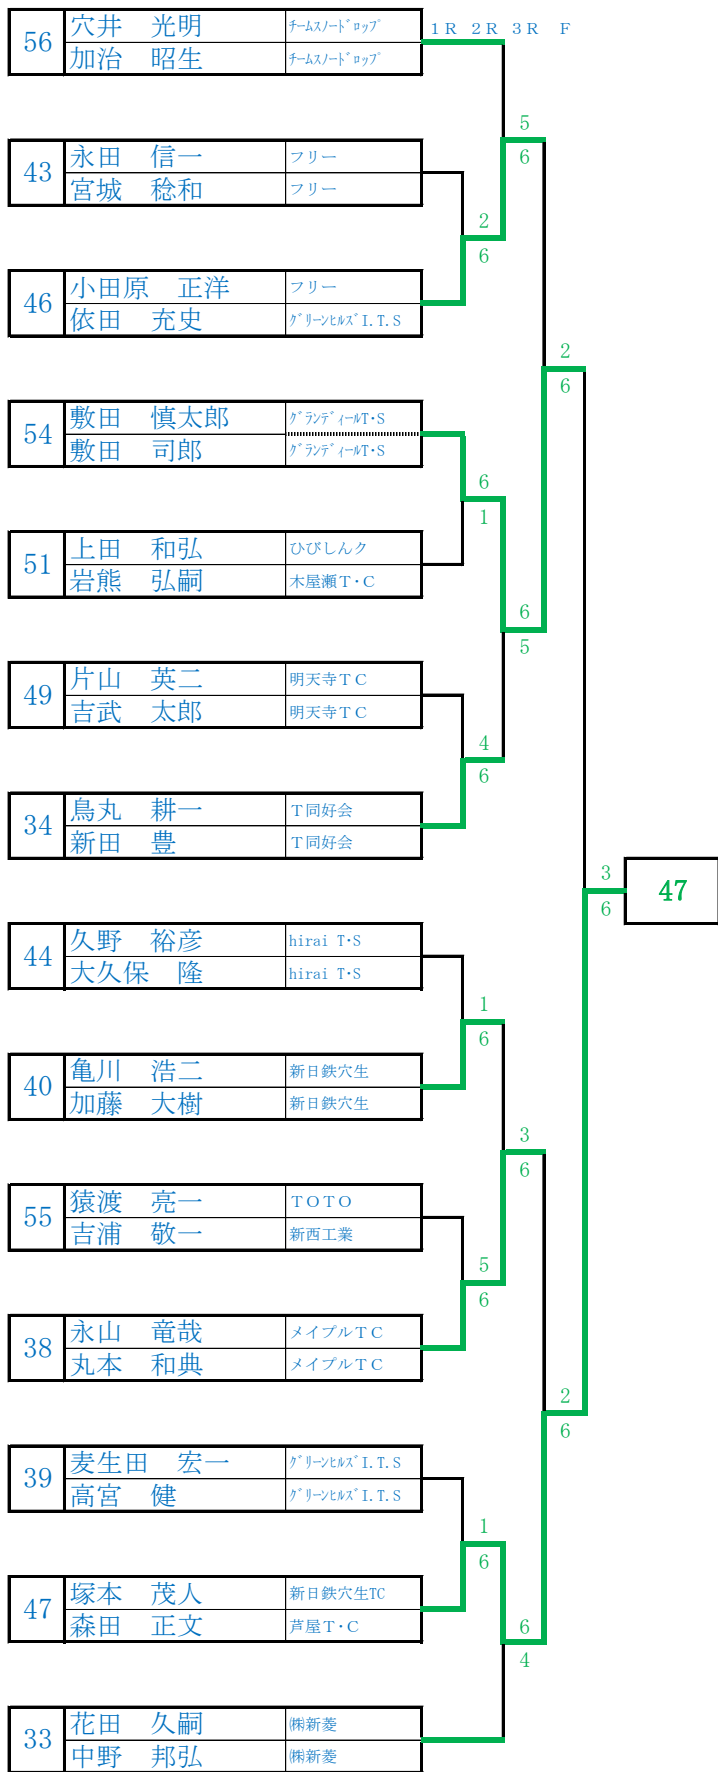 56 穴井　光明 チームスノードロップ
加治　昭生 チームスノードロップ
1R 2R 3R F
5
43 永田　信一 フリー
宮城　稔和 フリー
6
2
6
46 小田原　正洋 フリー
依田　充史 グリーンヒルズI.T.S
2
6
54 敷田　慎太郎 グランディールT・S
敷田　司郎 グランディールT・S
6
1
51 上田　和弘 ひびしんク
岩熊　弘嗣 木屋瀬T・C
6
5
49 片山　英二 明天寺TC
吉武　太郎 明天寺TC
4
6
34 鳥丸　耕一 T同好会
新田　豊 T同好会
3
6
47
44 久野　裕彦 hirai T・S
大久保　隆 hirai T・S
1
6
40 亀川　浩二 新日鉄穴生
加藤　大樹 新日鉄穴生
3
6
55 猿渡　亮一 TOTO
吉浦　敬一 新西工業
5
6
38 永山　竜哉 メイプルTC
丸本　和典 メイプルTC
2
6
39 麦生田　宏一 グリーンヒルズI.T.S
高宮　健 グリーンヒルズI.T.S
1
6
47 塚本　茂人 新日鉄穴生TC
森田　正文 芦屋T・C
6
4
33 花田　久嗣 ㈱新菱
中野　邦弘 ㈱新菱